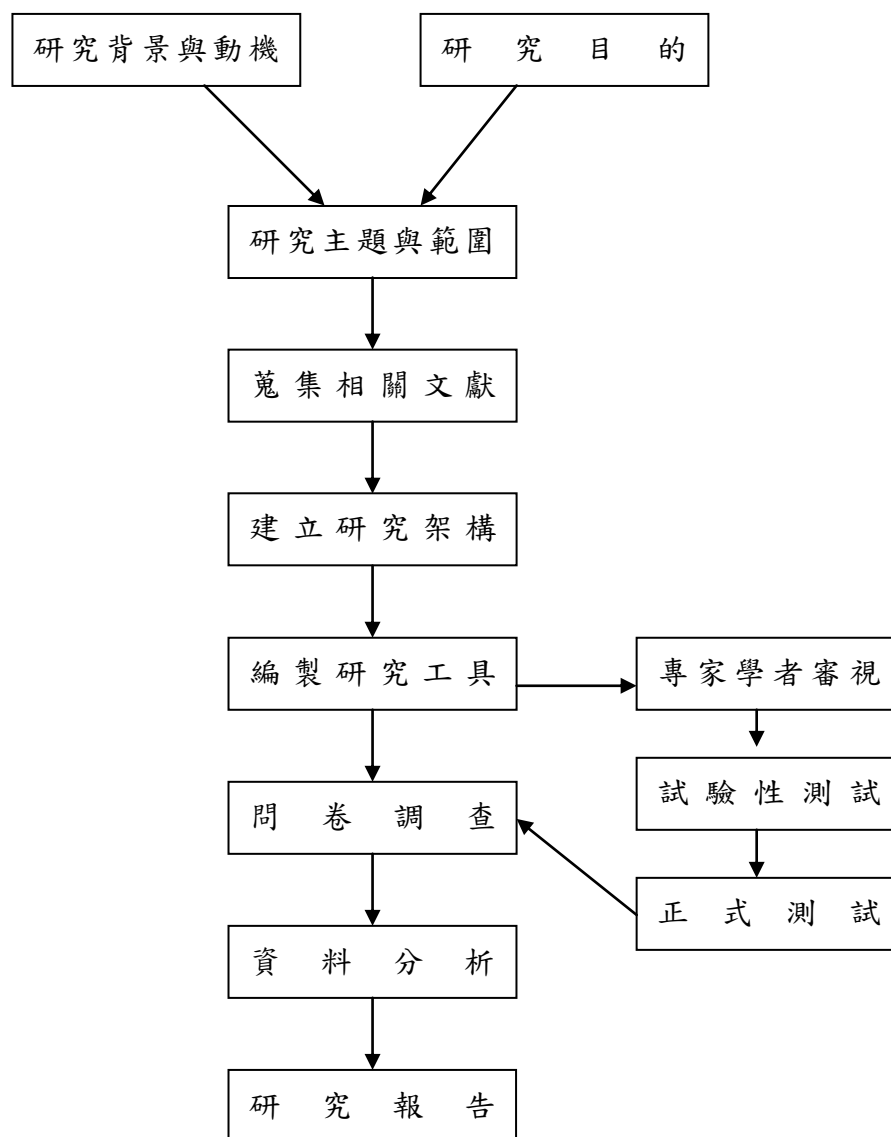 研究背景與動機
研究目的
研究主題與範圍
蒐集相關文獻
建立研究架構
編製研究工具
專家學者審視
試驗性測試
問卷調查
正式測試
資料分析
研究報告